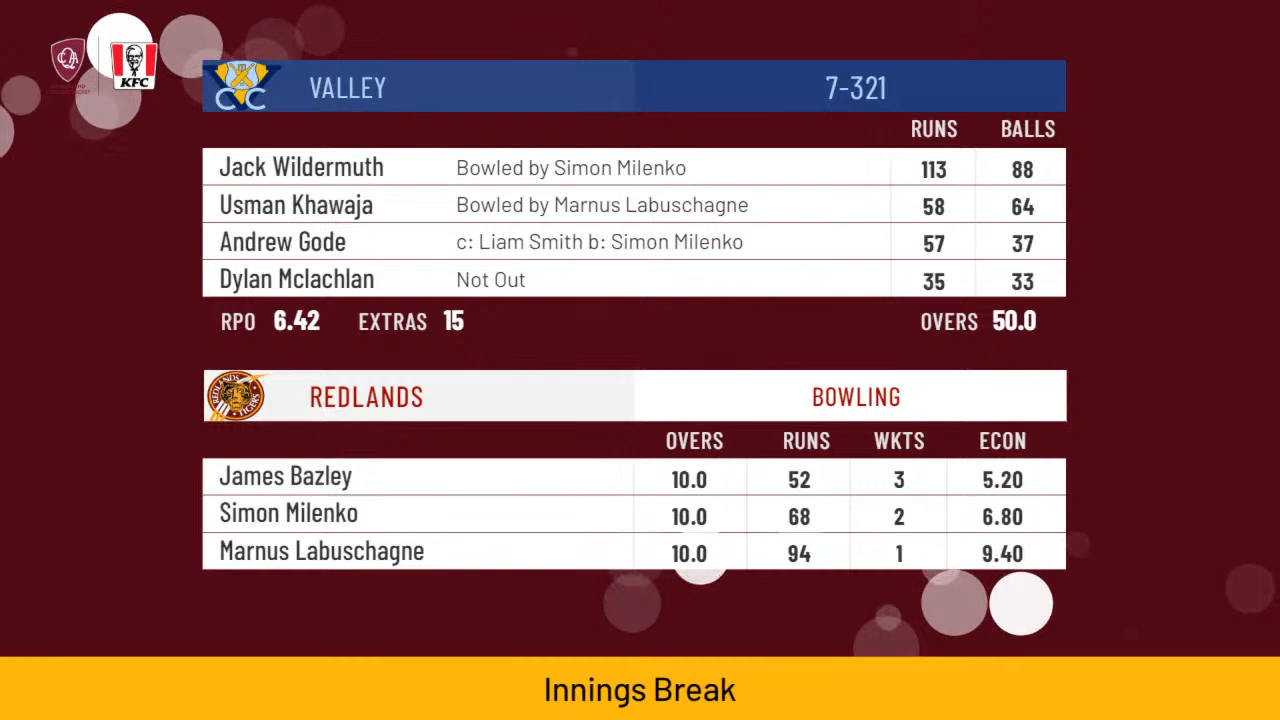 KFC
CVC
VALLEY 7-321
RUNS BALLS
Jack Wildermuth Bowled by Simon Milenko 113 88
Usman Khawaja Bowled by Marnus Labuschagne 58 64
Andrew Gode c: Liam Smith b: Simon Milenko 57 37
Dylan Mclachlan Not Out 35 33
RPO 6.42 EXTRAS 15 OVERS 50.0
REDLANDS TIGERS
REDLANDS BOWLING
OVERS RUNS WKTS ECON
James Bazley 10.0 52 3 5.20
Simon Milenko 10.0 68 2 6.80
Marnus Labuschagne 10.0 94 1 9.40
Innings Break